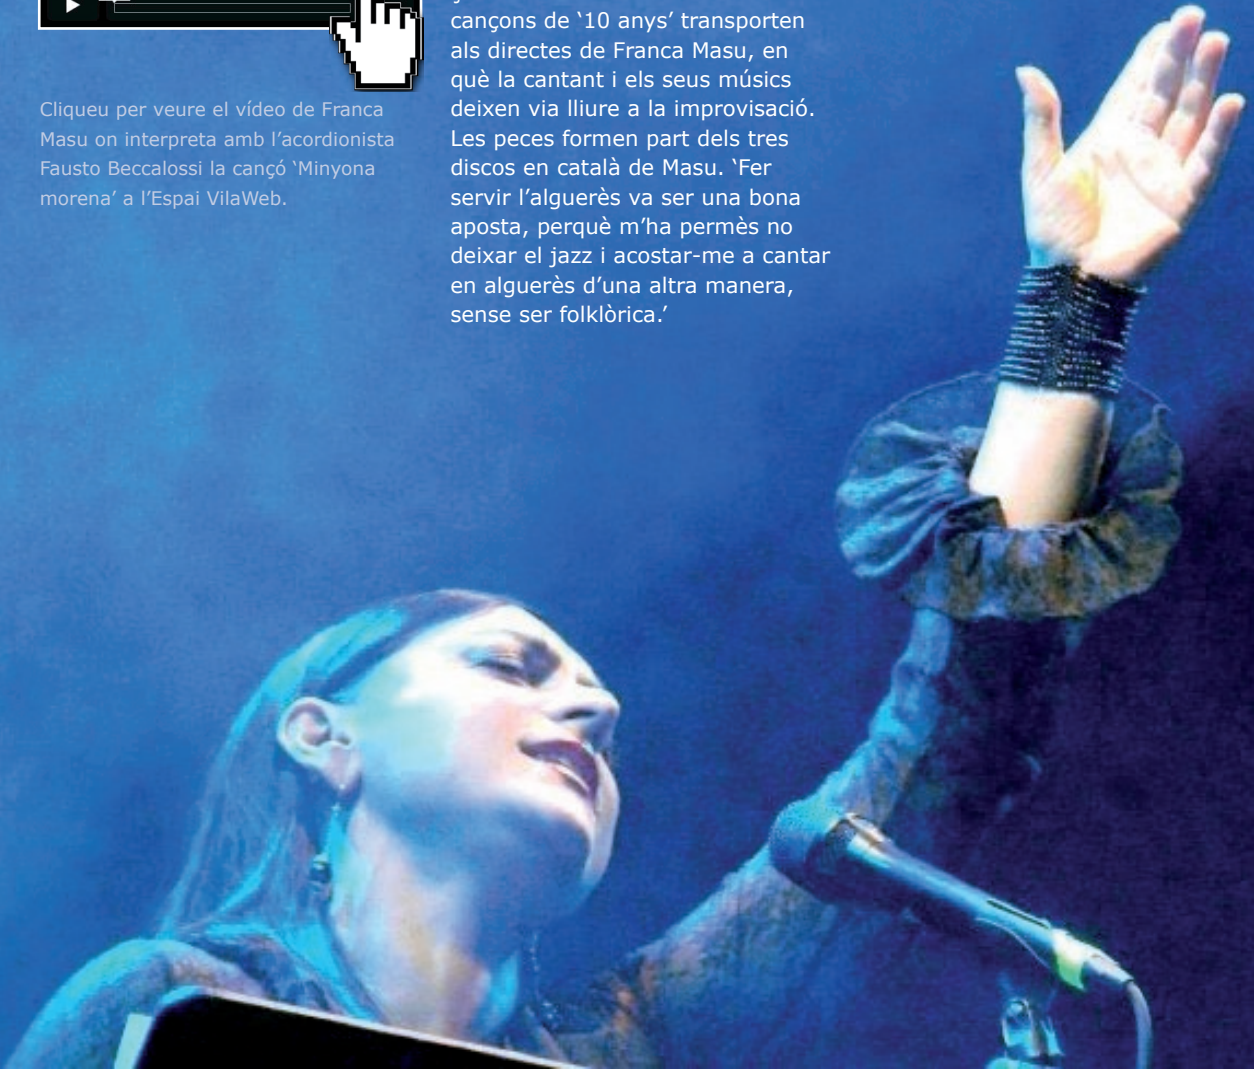 Cliqueu per veure el vídeo de Franca
Masu on interpreta amb l’acordionista
Fausto Beccalossi la cançó ‘Minyona
morena’ a l’Espai VilaWeb.
cançons de ‘10 anys’ transporten
als directes de Franca Masu, en
què la cantant i els seus músics
deixen via lliure a la improvisació.
Les peces formen part dels tres
discos en català de Masu. ‘Fer
servir l’alguerès va ser una bona
aposta, perquè m’ha permès no
deixar el jazz i acostar-me a cantar
en alguerès d’una altra manera,
sense ser folklòrica.’